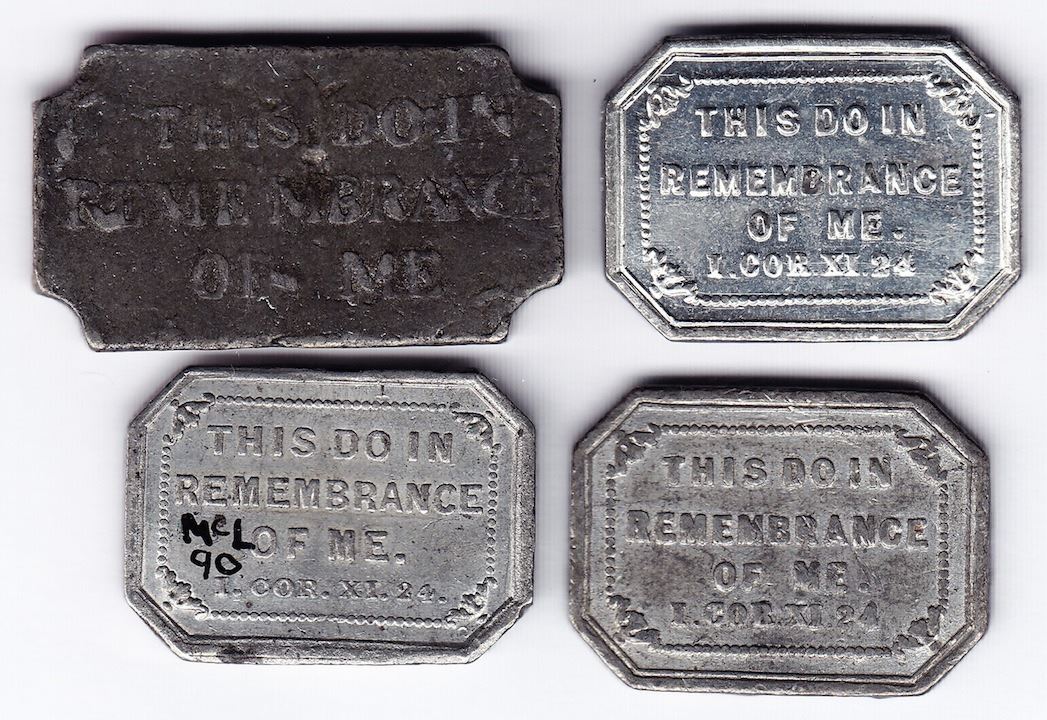 THIS DO IN
REMEMBRANCE
OF ME
THIS DO IN
REMEMBRANCE
OF ME.
I. COR. XI. 24
THIS DO IN
REMEMBRANCE
OF ME.
I. COR. XI. 24.
McL
90
THIS DO IN
REMENBRANCE
OF ME.
I. COR. XI. 24